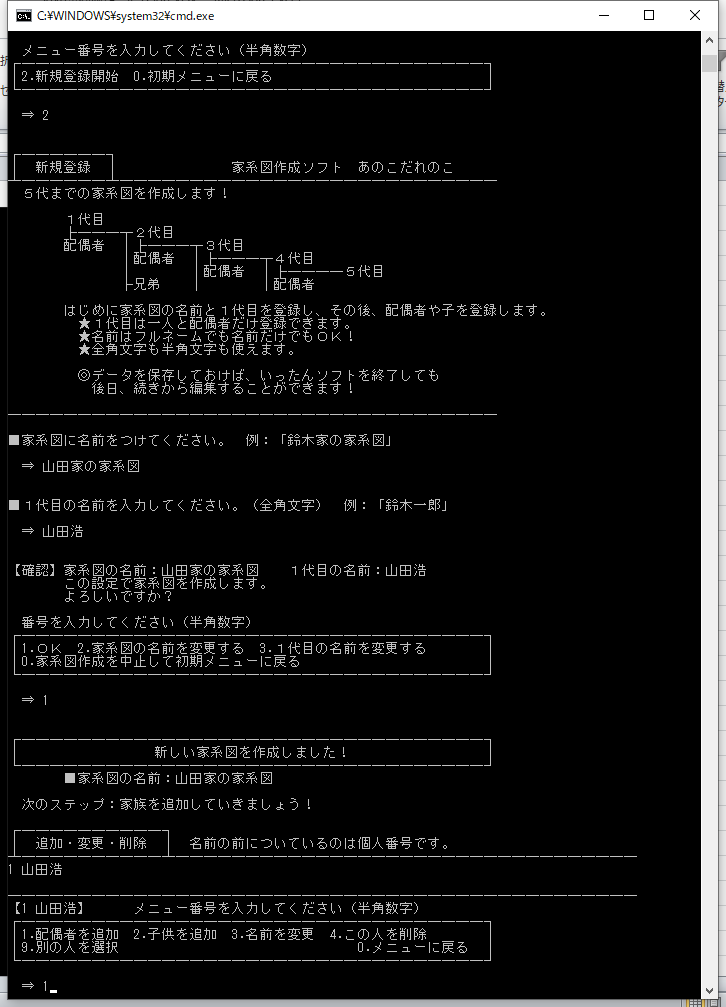 C:¥WINDOWS¥system32¥cmd.exe
メニュー番号を入力してください（半角数字）
2.新規登録開始　0.初期メニューに戻る
⇒ 2
新規登録　家系図作成ソフト　あのこだれのこ
５代までの家系図を作成します！
１代目
２代目
配偶者　３代目
配偶者　４代目
配偶者　５代目
兄弟　配偶者
はじめに家系図の名前と１代目を登録し、その後、配偶者や子を登録します。
★１代目は一人と配偶者だけ登録できます。
★名前はフルネームでも名前だけでもＯＫ！
★全角文字も半角文字も使えます。
◎データを保存しておけば、いったんソフトを終了しても
後日、続きから編集することができます！
■家系図に名前をつけてください。　例：「鈴木家の家系図」
⇒ 山田家の家系図
■１代目の名前を入力してください。（全角文字）　例：「鈴木一郎」
⇒ 山田浩
【確認】家系図の名前：山田家の家系図　　１代目の名前：山田浩
この設定で家系図を作成します。
よろしいですか？
番号を入力してください（半角数字）
1.ＯＫ　2.家系図の名前を変更する　3.１代目の名前を変更する
0.家系図作成を中止して初期メニューに戻る
⇒ 1
新しい家系図を作成しました！
■家系図の名前：山田家の家系図
次のステップ：家族を追加していきましょう！
追加・変更・削除　名前の前についているのは個人番号です。
1 山田浩
【1 山田浩】　メニュー番号を入力してください（半角数字）
1.配偶者を追加　2.子供を追加　3.名前を変更　4.この人を削除
9.別の人を選択　0.メニューに戻る
⇒ 1